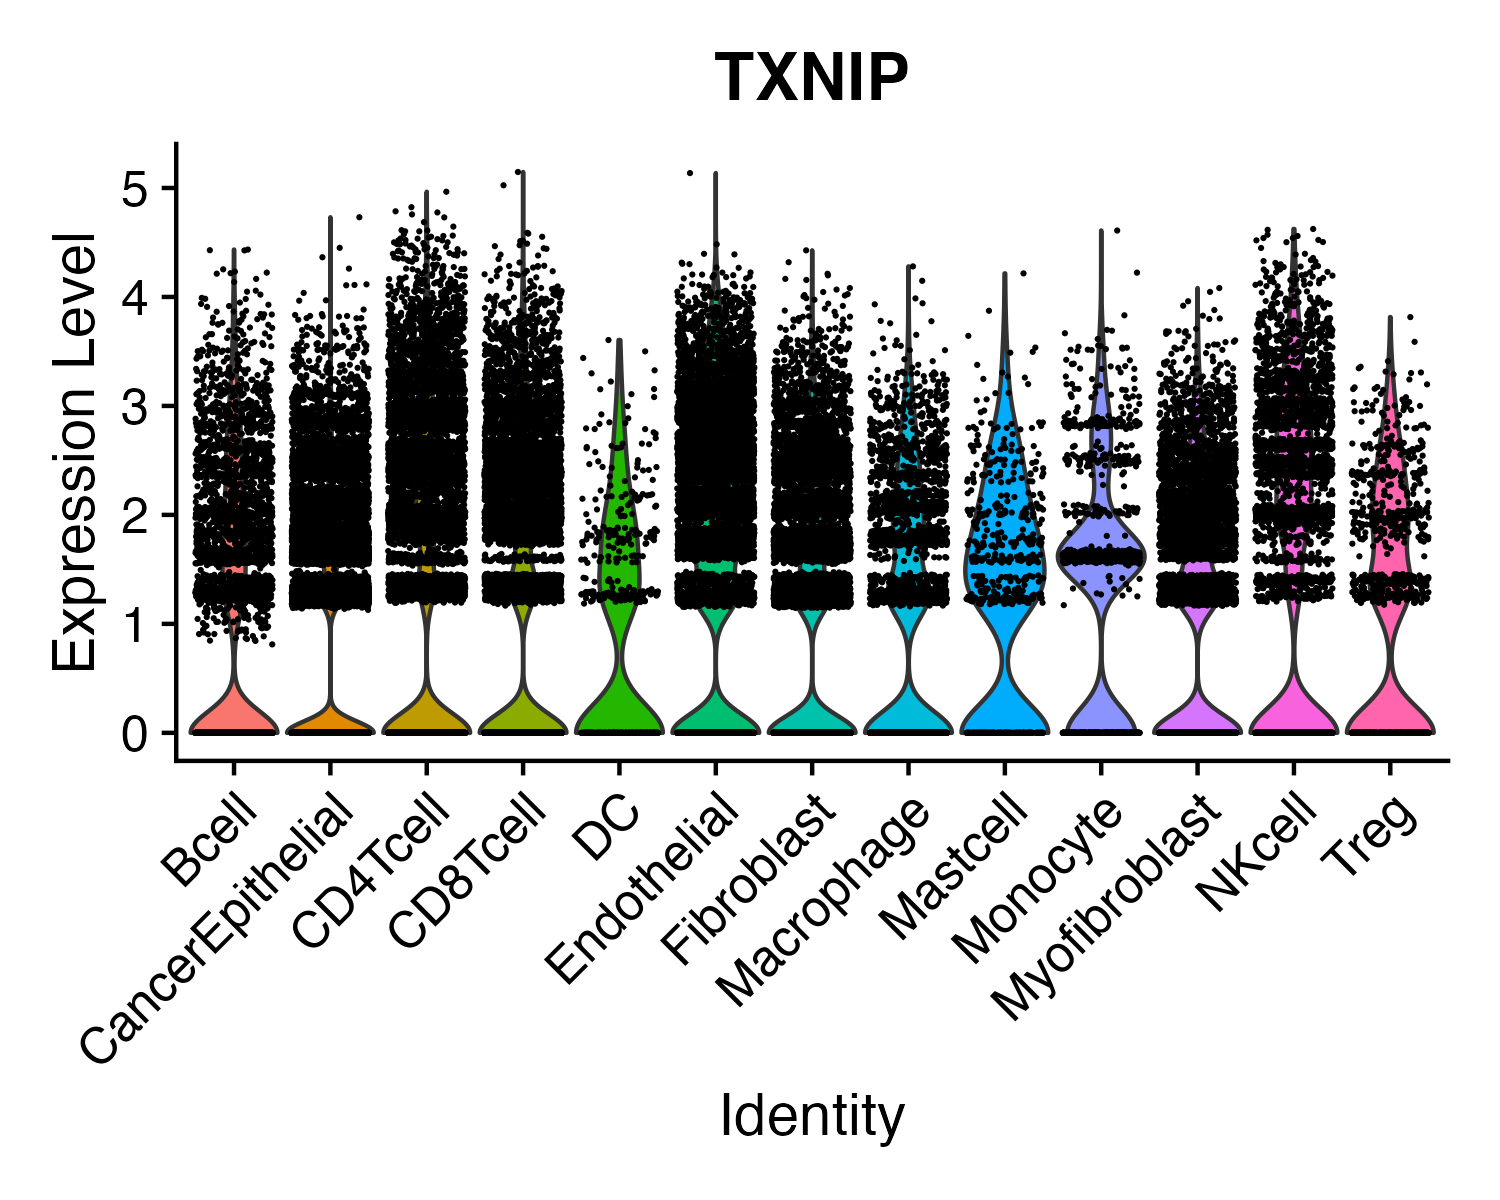 TXNIP
Expression Level
5
4
3
2
1
0
Bcell
CancerEpithelial
CD4Tcell
CD8Tcell
DC
Endothelial
Fibroblast
Macrophage
Mastcell
Monocyte
Myofibroblast
NKcell
Treg
Identity